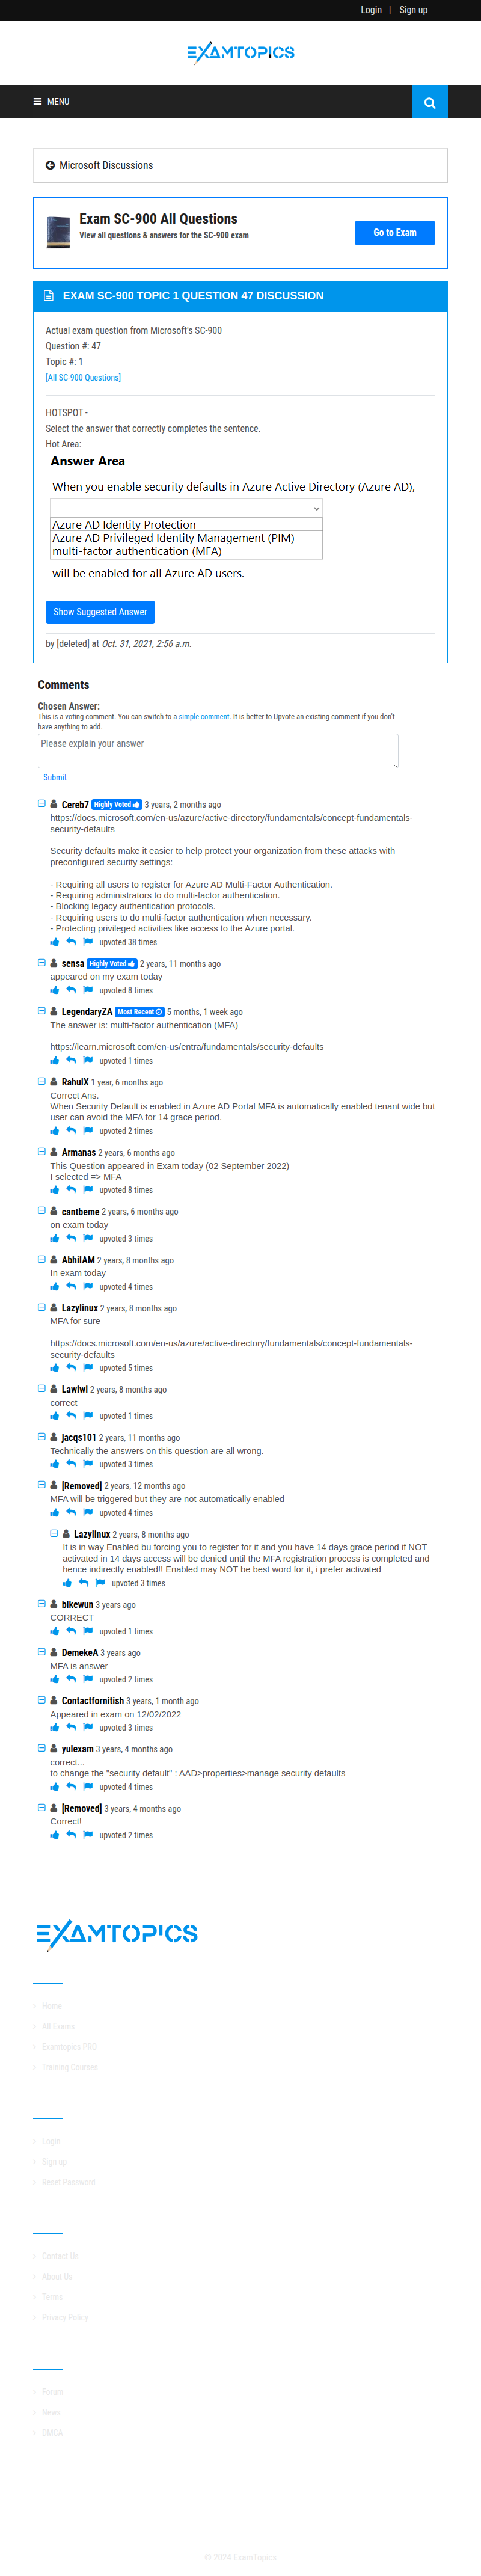 Login | Sign up
EXAMTOPICS
MENU
Microsoft Discussions
Exam SC-900 All Questions
View all questions & answers for the SC-900 exam
Go to Exam
EXAM SC-900 TOPIC 1 QUESTION 47 DISCUSSION
Actual exam question from Microsoft's SC-900
Question #: 47
Topic #: 1
[All SC-900 Questions]
HOTSPOT -
Select the answer that correctly completes the sentence.
Hot Area:
Answer Area
When you enable security defaults in Azure Active Directory (Azure AD),
Azure AD Identity Protection
Azure AD Privileged Identity Management (PIM)
multi-factor authentication (MFA)
will be enabled for all Azure AD users.
Show Suggested Answer
by [deleted] at Oct. 31, 2021, 2:56 a.m.
Comments
Chosen Answer:
This is a voting comment. You can switch to a simple comment. It is better to Upvote an existing comment if you don't
have anything to add.
Please explain your answer
Submit
Cereb7 Highly Voted 3 years, 2 months ago
https://docs.microsoft.com/en-us/azure/active-directory/fundamentals/concept-fundamentals-
security-defaults
Security defaults make it easier to help protect your organization from these attacks with
preconfigured security settings:
- Requiring all users to register for Azure AD Multi-Factor Authentication.
- Requiring administrators to do multi-factor authentication.
- Blocking legacy authentication protocols.
- Requiring users to do multi-factor authentication when necessary.
- Protecting privileged activities like access to the Azure portal.
upvoted 38 times
sensa Highly Voted 2 years, 11 months ago
appeared on my exam today
upvoted 8 times
LegendaryZA Most Recent 5 months, 1 week ago
The answer is: multi-factor authentication (MFA)
https://learn.microsoft.com/en-us/entra/fundamentals/security-defaults
upvoted 1 times
RahulX 1 year, 6 months ago
Correct Ans.
When Security Default is enabled in Azure AD Portal MFA is automatically enabled tenant wide but
user can avoid the MFA for 14 grace period.
upvoted 2 times
Armanas 2 years, 6 months ago
This Question appeared in Exam today (02 September 2022)
I selected => MFA
upvoted 8 times
cantbeme 2 years, 6 months ago
on exam today
upvoted 3 times
AbhilAM 2 years, 8 months ago
In exam today
upvoted 4 times
Lazylinux 2 years, 8 months ago
MFA for sure
https://docs.microsoft.com/en-us/azure/active-directory/fundamentals/concept-fundamentals-
security-defaults
upvoted 5 times
Lawiwi 2 years, 8 months ago
correct
upvoted 1 times
jacqs101 2 years, 11 months ago
Technically the answers on this question are all wrong.
upvoted 3 times
[Removed] 2 years, 12 months ago
MFA will be triggered but they are not automatically enabled
upvoted 4 times
Lazylinux 2 years, 8 months ago
It is in way Enabled bu forcing you to register for it and you have 14 days grace period if NOT
activated in 14 days access will be denied until the MFA registration process is completed and
hence indirectly enabled!! Enabled may NOT be best word for it, i prefer activated
upvoted 3 times
bikewun 3 years ago
CORRECT
upvoted 1 times
DemekeA 3 years ago
MFA is answer
upvoted 2 times
Contactfornitish 3 years, 1 month ago
Appeared in exam on 12/02/2022
upvoted 3 times
yulexam 3 years, 4 months ago
correct...
to change the "security default" : AAD>properties>manage security defaults
upvoted 4 times
[Removed] 3 years, 4 months ago
Correct!
upvoted 2 times
EXAMTOPICS
Home
All Exams
Examtopics PRO
Training Courses
Login
Sign up
Reset Password
Contact Us
About Us
Terms
Privacy Policy
Forum
News
DMCA
© 2024 ExamTopics